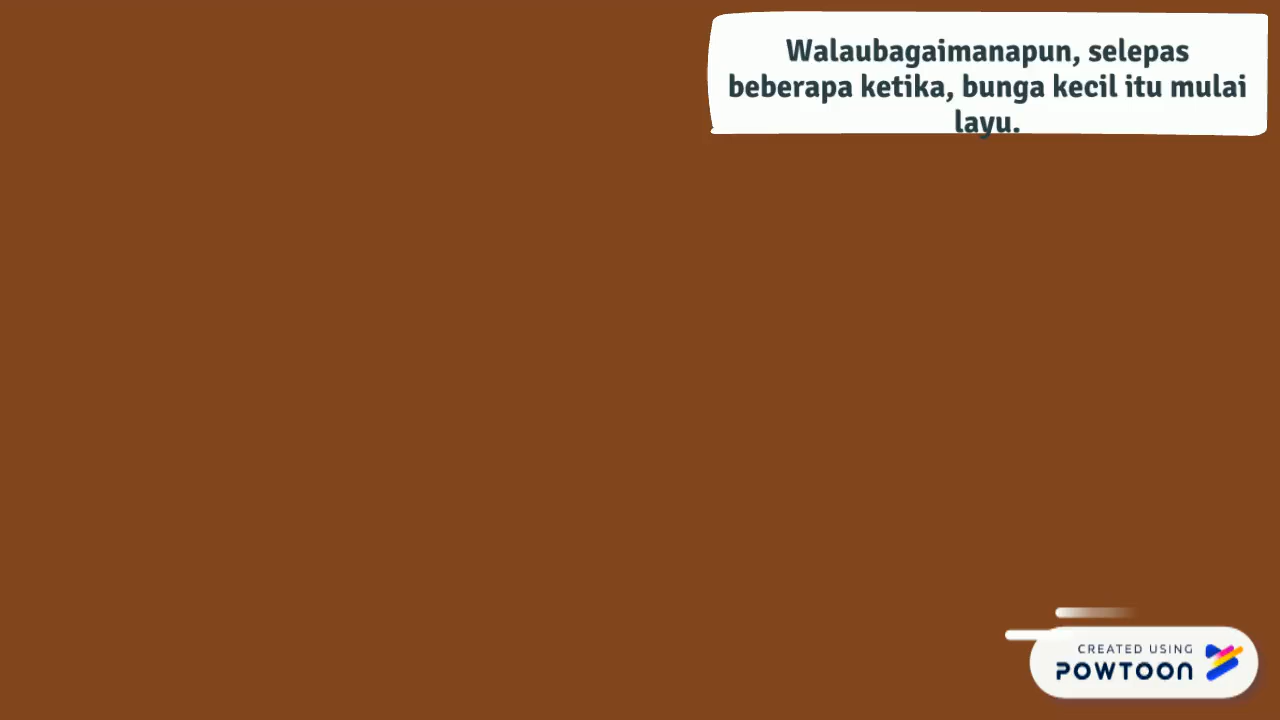 Walaubagaimanapun, selepas
beberapa ketika, bunga kecil itu mulai
layu.
CREATED USING
POWTOON